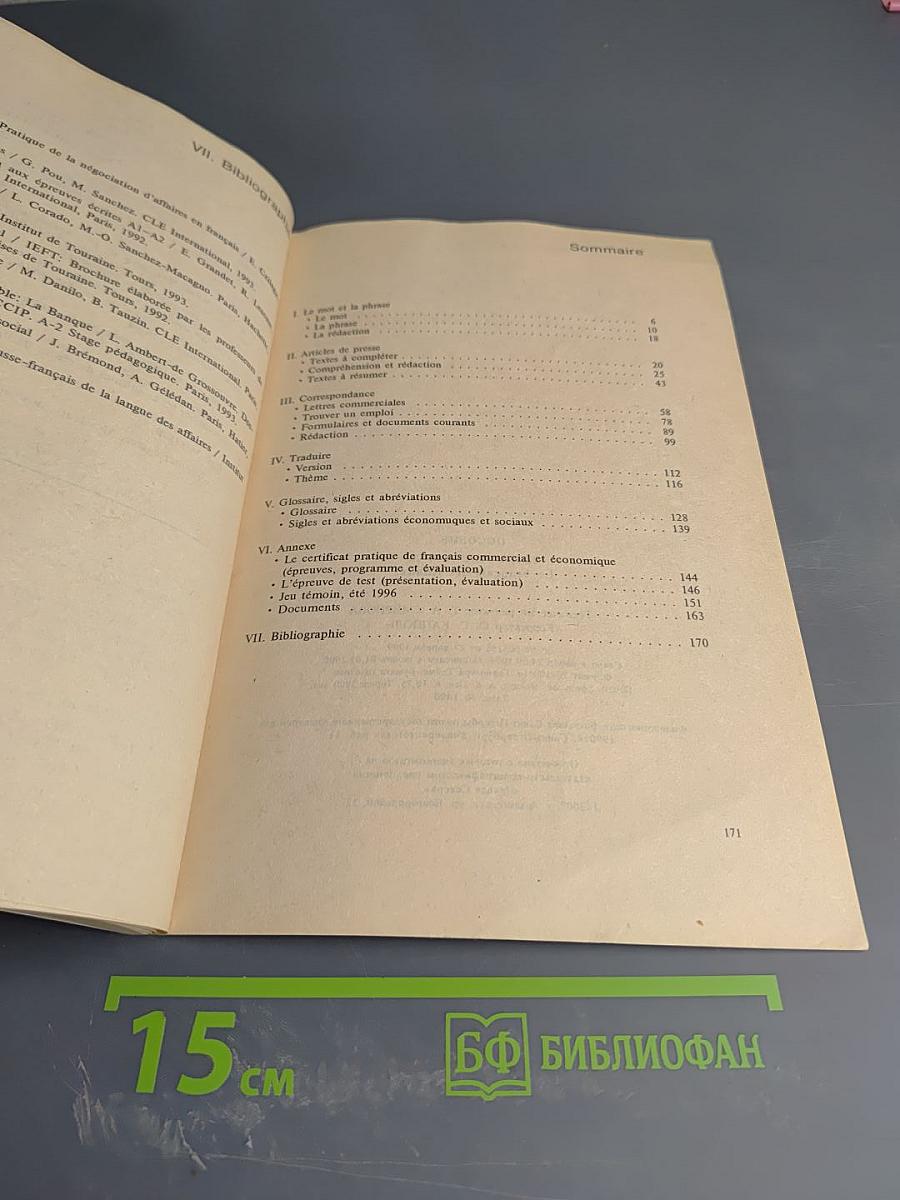 VII. Bibliograph
Pratique de la négociation d'affaires en français / E.
s / G. Pou, M. Sanchez. CLE International, 1993.
aux épreuves écrites A1-A2 / E. Grandet, R.
International, Paris, 1992.
/ L. Corado, M.-O. Sanchez-Macagno. Paris,
Institut de Touraine. Tours, 1993.
/ IEFT: Brochure élaborée par les professeurs
ises de Touraine. Tours, 1992.
/ M. Danilo, B. Tauzin. CLE International, Paris
ble: La Banque / L. Ambert-de Grossouvre,
CCIP. A-2 Stage pédagogique. Paris, 1993.
social / J. Brémond, A. Gélédan. Paris, Hatier.
usse-français de la langue des affaires / Institut
Sommaire
I. Le mot et la phrase
• Le mot 6
• La phrase 10
• La rédaction 18
II. Articles de presse
• Textes à compléter 20
• Compréhension et rédaction 25
• Textes à résumer 43
III. Correspondance
• Lettres commerciales 58
• Trouver un emploi 78
• Formulaires et documents courants 89
• Rédaction 99
IV. Traduire
• Version 112
• Thème 116
V. Glossaire, sigles et abréviations
• Glossaire 128
• Sigles et abréviations économuques et sociaux 139
VI. Annexe
• Le certificat pratique de français commercial et économique
(épreuves, programme et évaluation) 144
• L'épreuve de test (présentation, évaluation) 146
• Jeu témoin, été 1996 151
• Documents 163
VII. Bibliographie 170
171
15 см
БФ БИБЛИОФАН